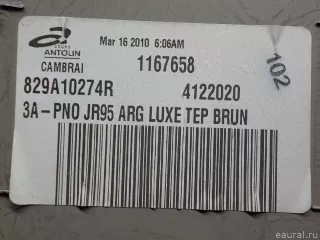 GRUPO
ANTOLIN
Mar 16 2010 6:06AM
CAMBRAI
1167658
102
829A10274R 4122020
3A-PNO JR95 ARG LUXE TEP BRUN
eaural.ru